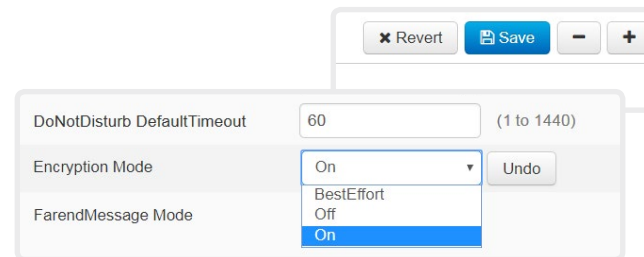 Revert Save
DoNotDisturb DefaultTimeout 60 (1 to 1440)
Encryption Mode On Undo
BestEffort
FarendMessage Mode Off
On